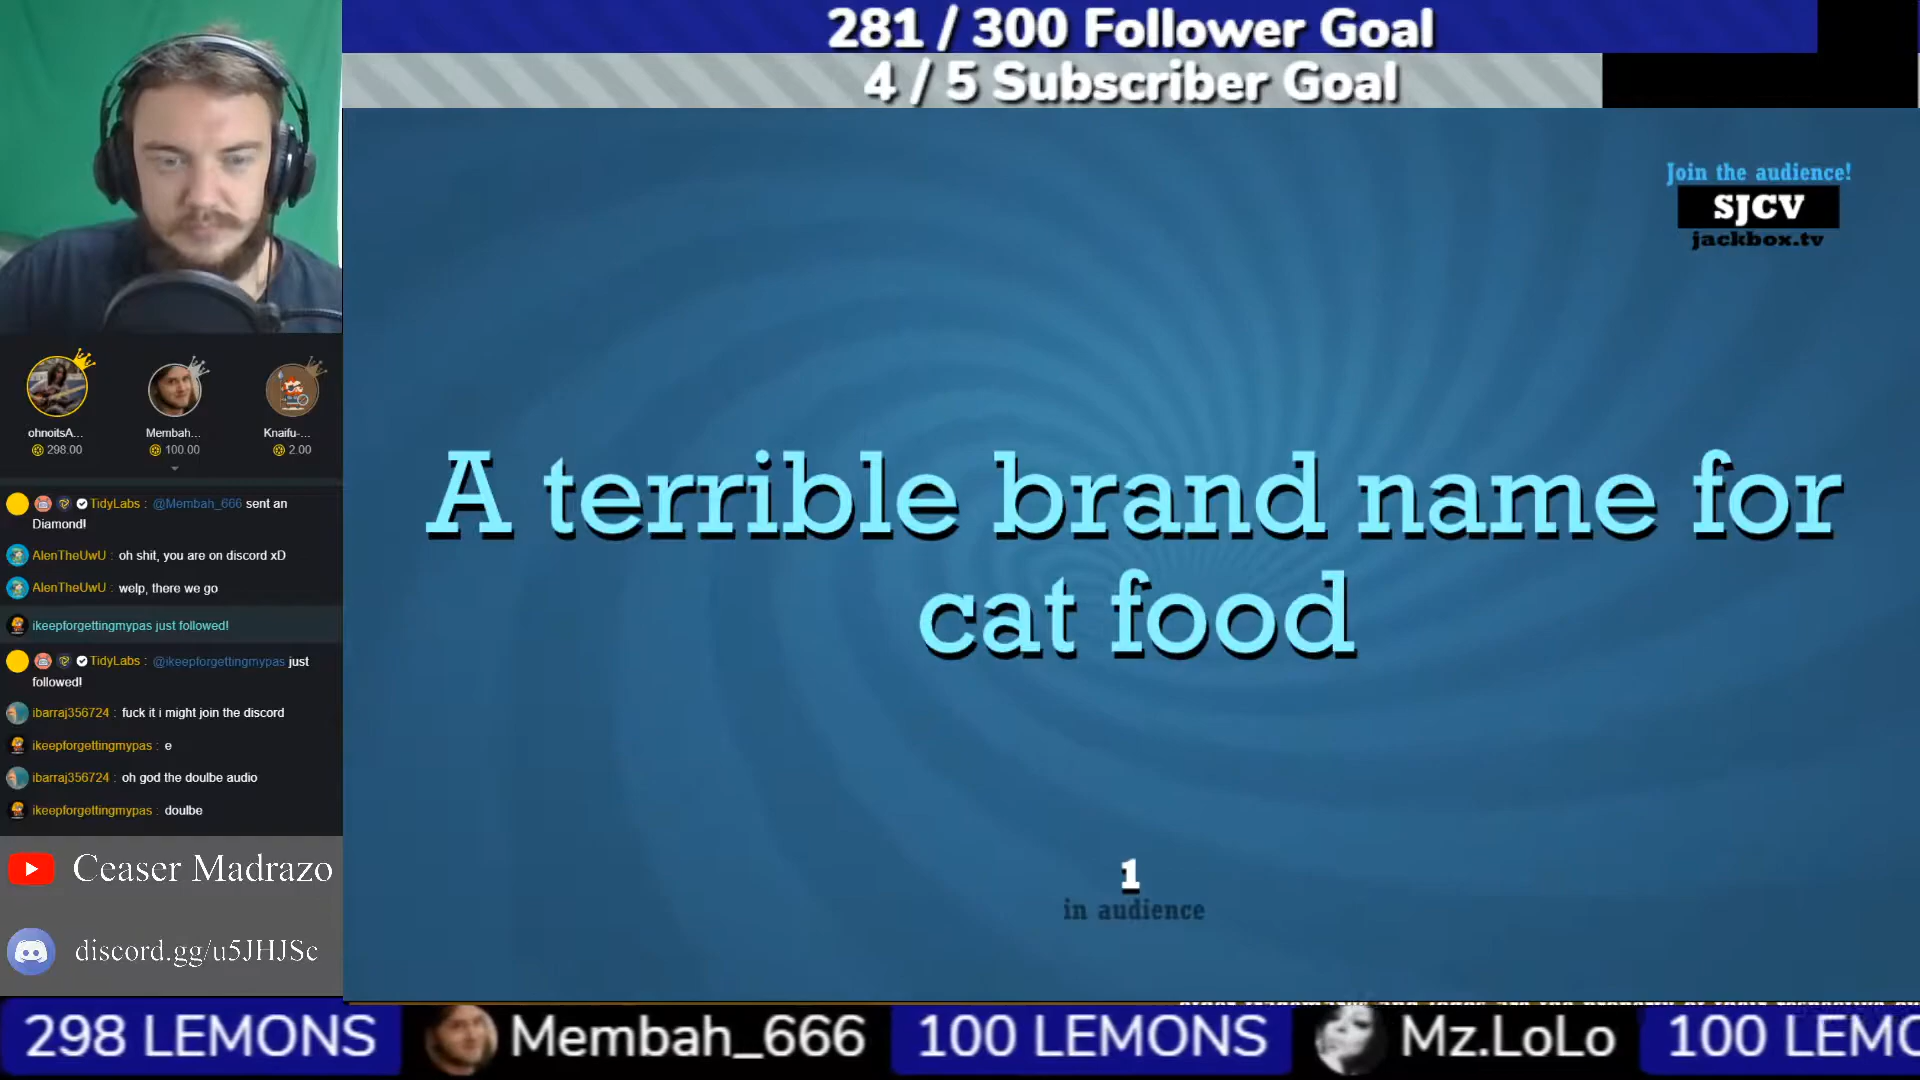 281 / 300 Follower Goal
4 / 5 Subscriber Goal
Join the audience!
SJCV
jackbox.tv
A terrible brand name for
cat food
1
in audience
ohnoitsA...
298.00
Membah...
100.00
Knaifu-...
2.00
TidyLabs : @Membah_666 sent an
Diamond!
AlenTheUwU : oh shit, you are on discord xD
AlenTheUwU : welp, there we go
ikeepforgettingmypas just followed!
TidyLabs : @ikeepforgettingmypas just
followed!
ibarraj356724 : fuck it i might join the discord
ikeepforgettingmypas : e
ibarraj356724 : oh god the doulbe audio
ikeepforgettingmypas : doulbe
Ceaser Madrazo
discord.gg/u5JHJSc
298 LEMONS Membah_666 100 LEMONS Mz.LoLo 100 LEMO